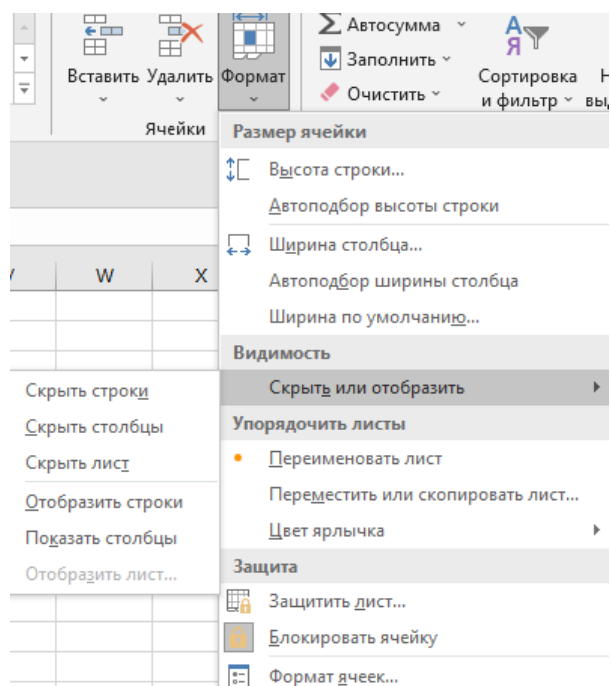 Вставить Удалить Формат
Ячейки
Автосумма
Заполнить
Очистить
Сортировка
и фильтр
W X
Размер ячейки
Высота строки...
Автоподбор высоты строки
Ширина столбца...
Автоподбор ширины столбца
Ширина по умолчанию...
Видимость
Скрыть или отобразить
Скрыть строки
Скрыть столбцы
Скрыть лист
Отобразить строки
Показать столбцы
Отобразить лист...
Упорядочить листы
Переименовать лист
Переместить или скопировать лист...
Цвет ярлычка
Защита
Защитить лист...
Блокировать ячейку
Формат ячеек...